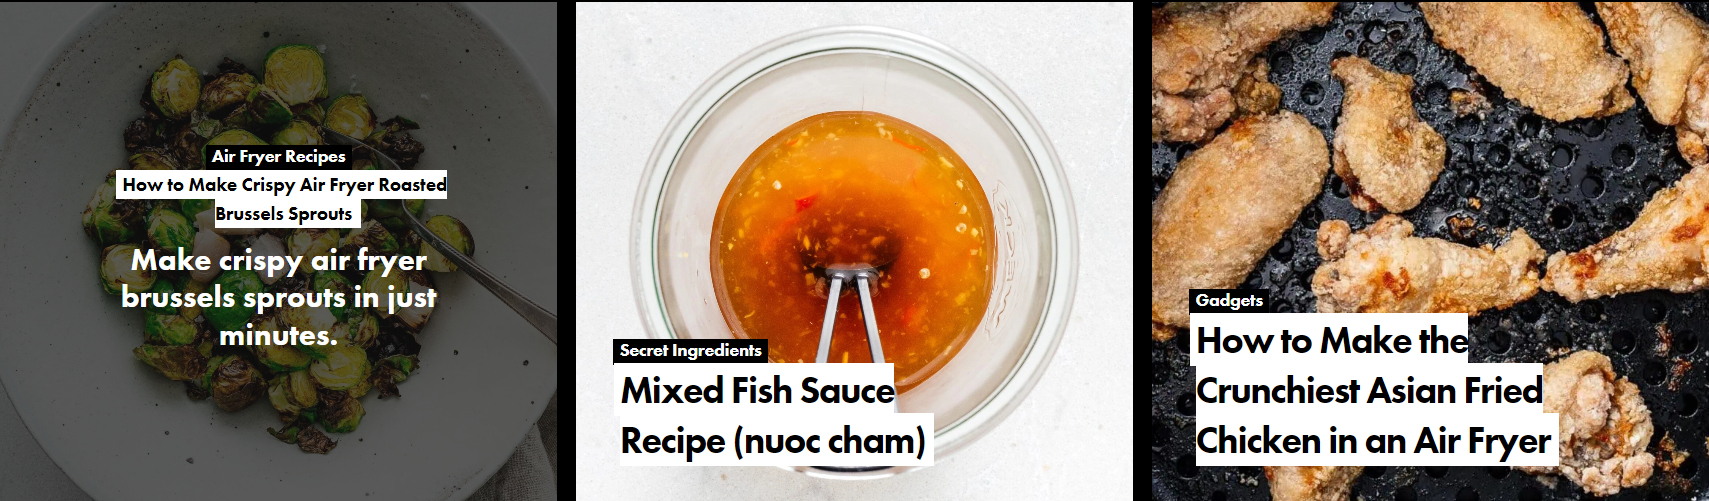 Air Fryer Recipes
How to Make Crispy Air Fryer Roasted
Brussels Sprouts
Make crispy air fryer
brussels sprouts in just
minutes.
Secret Ingredients
Mixed Fish Sauce
Recipe (nuoc cham)
Gadgets
How to Make the
Crunchiest Asian Fried
Chicken in an Air Fryer